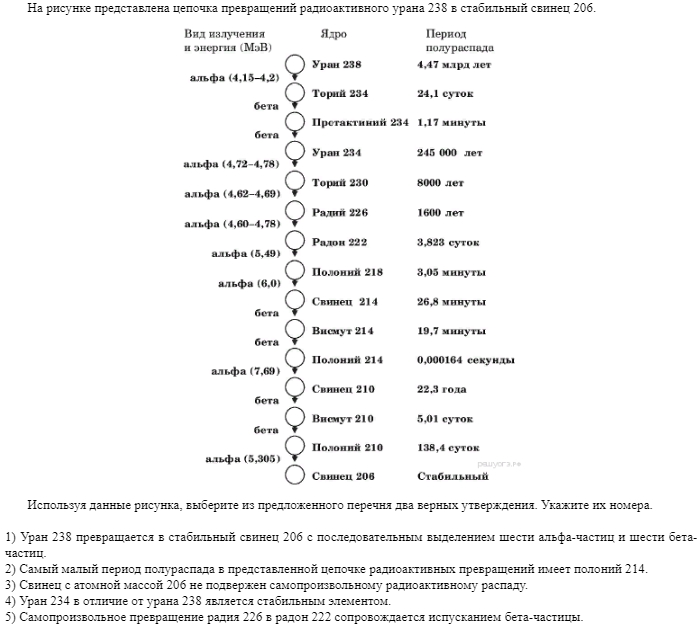 На рисунке представлена цепочка превращений радиоактивного урана 238 в стабильный свинец 206.
Вид излучения Ядро Период
и энергия (МэВ) полураспада
Уран 238 4,47 млрд лет
альфа (4,15–4,2)
Торий 234 24,1 суток
бета
Протактиний 234 1,17 минуты
бета
Уран 234 245 000 лет
альфа (4,72–4,78)
Торий 230 8000 лет
альфа (4,62–4,69)
Радий 226 1600 лет
альфа (4,60–4,78)
Радон 222 3,823 суток
альфа (5,49)
Полоний 218 3,05 минуты
альфа (6,0)
Свинец 214 26,8 минуты
бета
Висмут 214 19,7 минуты
бета
Полоний 214 0,000164 секунды
альфа (7,69)
Свинец 210 22,3 года
бета
Висмут 210 5,01 суток
бета
Полоний 210 138,4 суток
альфа (5,305)
Свинец 206 Стабильный
Используя данные рисунка, выберите из предложенного перечня два верных утверждения. Укажите их номера.
1) Уран 238 превращается в стабильный свинец 206 с последовательным выделением шести альфа-частиц и шести бета-
частиц.
2) Самый малый период полураспада в представленной цепочке радиоактивных превращений имеет полоний 214.
3) Свинец с атомной массой 206 не подвержен самопроизвольному радиоактивному распаду.
4) Уран 234 в отличие от урана 238 является стабильным элементом.
5) Самопроизвольное превращение радия 226 в радон 222 сопровождается испусканием бета-частицы.